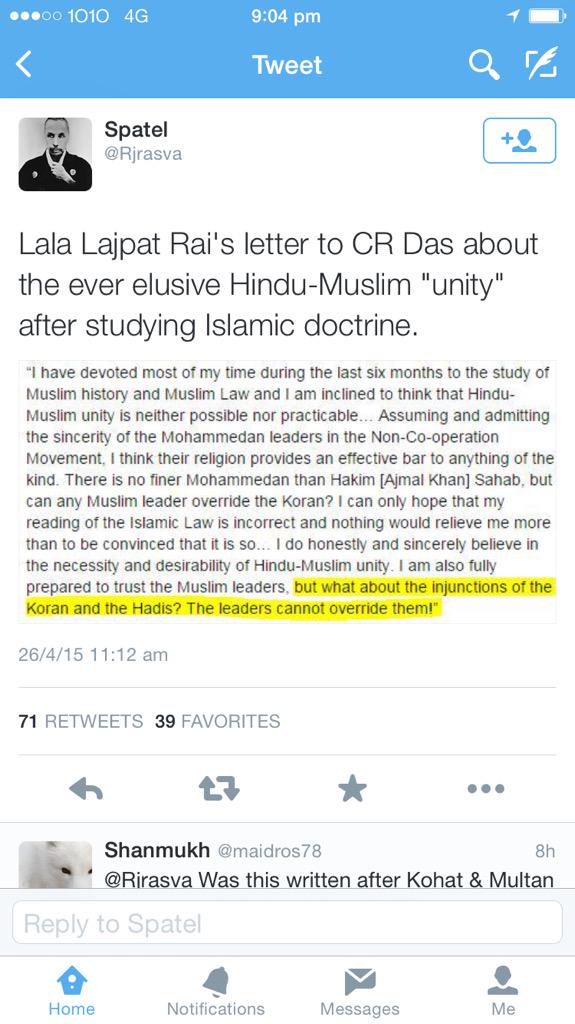 1010 4G 9:04 pm
Tweet
Spatel
@Rjrasva
Lala Lajpat Rai's letter to CR Das about
the ever elusive Hindu-Muslim "unity"
after studying Islamic doctrine.
"I have devoted most of my time during the last six months to the study of
Muslim history and Muslim Law and I am inclined to think that Hindu-
Muslim unity is neither possible nor practicable… Assuming and admitting
the sincerity of the Mohammedan leaders in the Non-Co-operation
Movement, I think their religion provides an effective bar to anything of the
kind. There is no finer Mohammedan than Hakim [Ajmal Khan] Sahab, but
can any Muslim leader override the Koran? I can only hope that my
reading of the Islamic Law is incorrect and nothing would relieve me more
than to be convinced that it is so… I do honestly and sincerely believe in
the necessity and desirability of Hindu-Muslim unity. I am also fully
prepared to trust the Muslim leaders, but what about the injunctions of the
Koran and the Hadis? The leaders cannot override them!"
26/4/15 11:12 am
71 RETWEETS 39 FAVORITES
Shanmukh @maidros78 8h
@Rjrasva Was this written after Kohat & Multan
Reply to Spatel
Home Notifications Messages Me